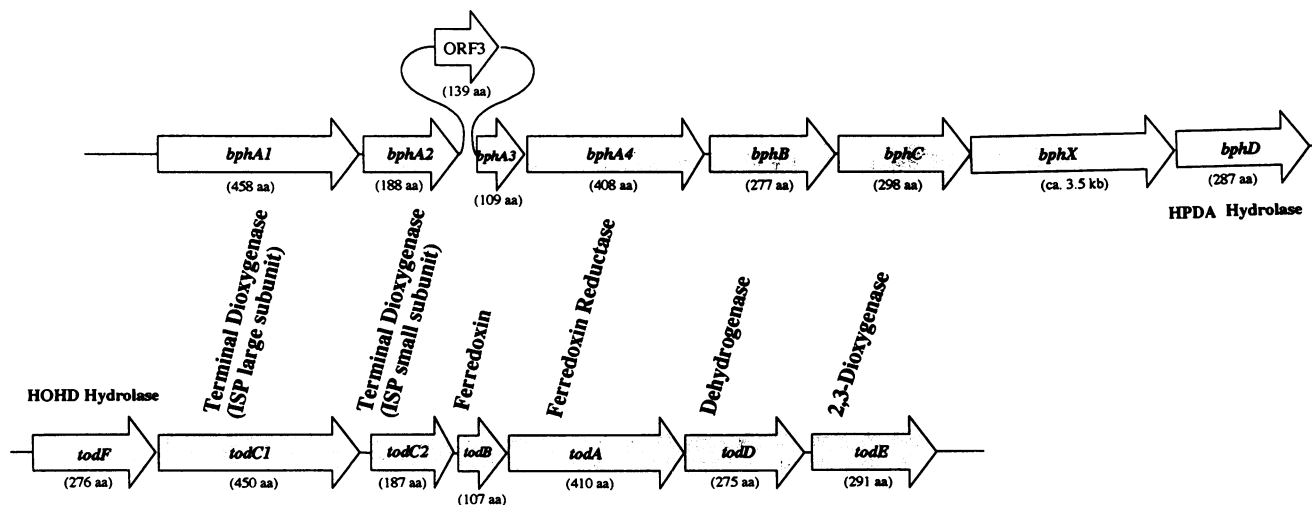 ORF3
(139 aa)
bphA1
bphA2
bphA3
bphA4
bphB
bphC
bphX
bphD
(458 aa)
(188 aa)
(109 aa)
(408 aa)
(277 aa)
(298 aa)
(ca. 3.5 kb)
(287 aa)
HPDA Hydrolase
Terminal Dioxygenase
(ISP large subunit)
Terminal Dioxygenase
(ISP small subunit)
Ferredoxin
Ferredoxin Reductase
Dehydrogenase
2,3-Dioxygenase
HOHD Hydrolase
todF
todC1
todC2
todB
todA
todD
todE
(276 aa)
(450 aa)
(187 aa)
(107 aa)
(410 aa)
(275 aa)
(291 aa)